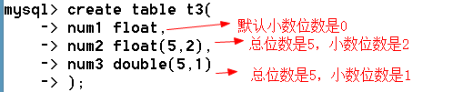 mysql> create table t3(
-> num1 float, 默认小数位数是0
-> num2 float(5,2), 总位数是5，小数位数是2
-> num3 double(5,1) 总位数是5，小数位数是1
-> );